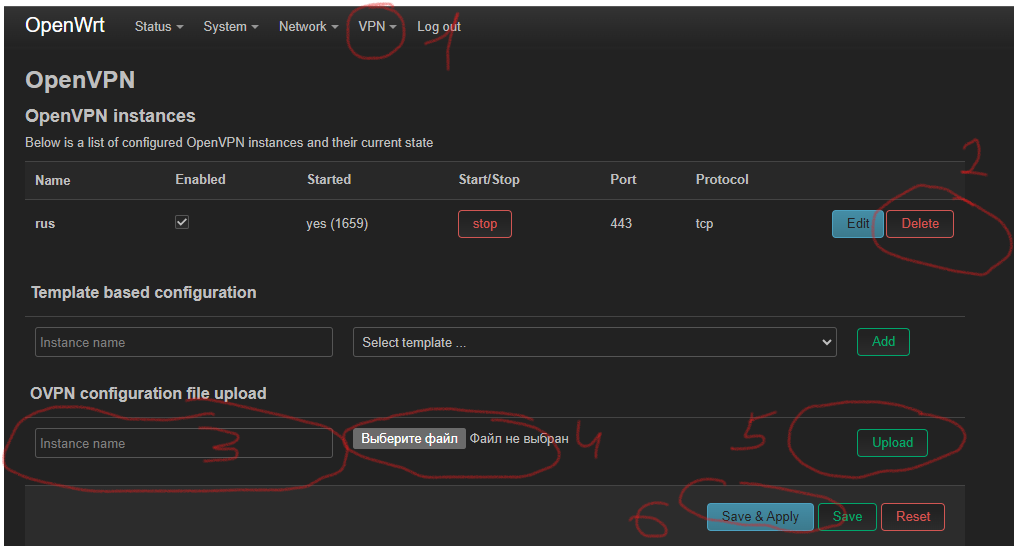 OpenWrt Status System Network VPN Log out 1
OpenVPN
OpenVPN instances
Below is a list of configured OpenVPN instances and their current state
2
Name Enabled Started Start/Stop Port Protocol
rus yes (1659) stop 443 tcp Edit Delete
Template based configuration
Instance name Select template ... Add
OVPN configuration file upload
Instance name 3 Выберите файл Файл не выбран 4 5 Upload
6 Save & Apply Save Reset